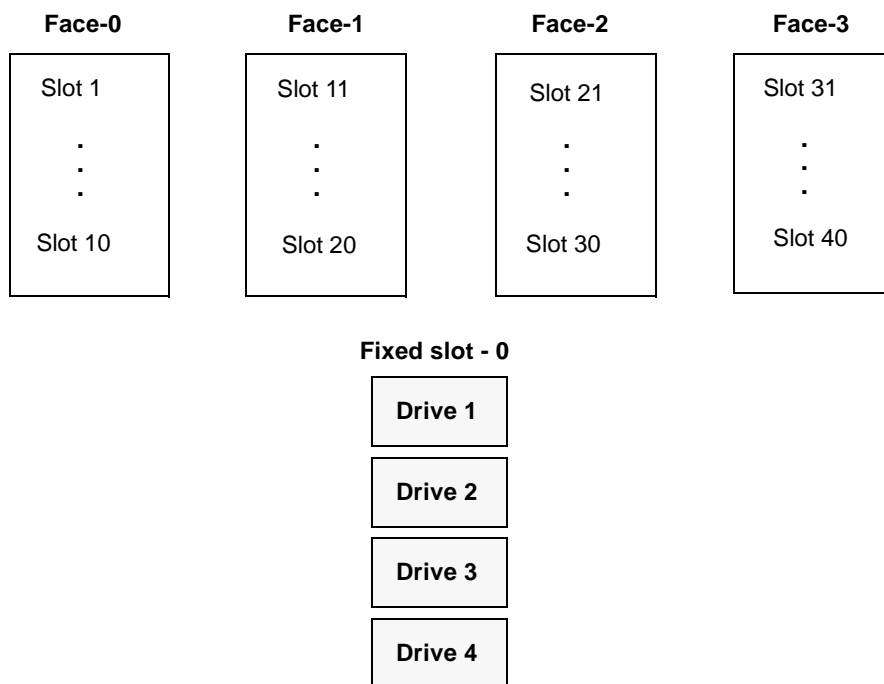 Face-0
Face-1
Face-2
Face-3
Slot 1
.
.
.
Slot 10
Slot 11
.
.
.
Slot 20
Slot 21
.
.
.
Slot 30
Slot 31
.
.
.
Slot 40
Fixed slot - 0
Drive 1
Drive 2
Drive 3
Drive 4